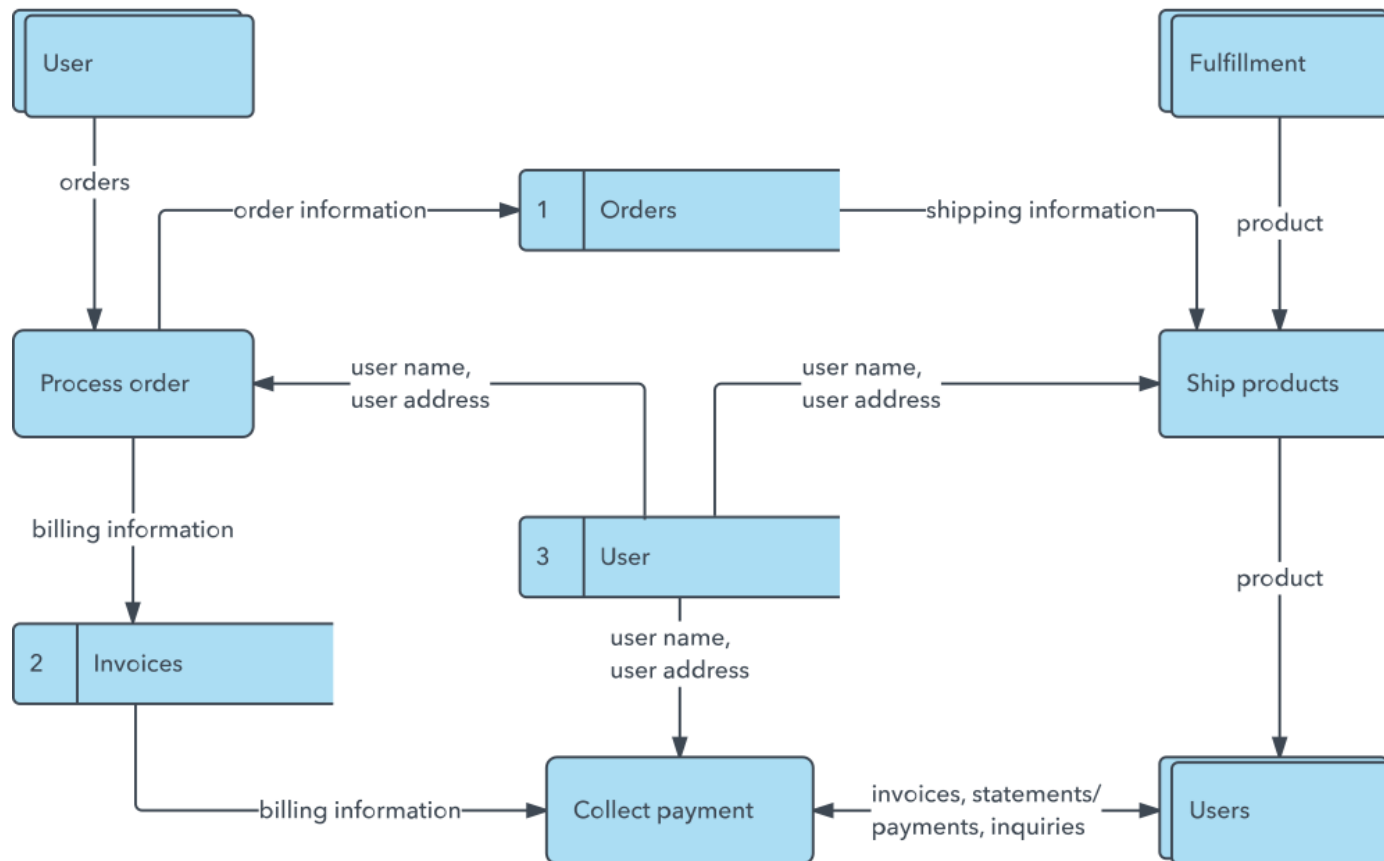 User
Fulfillment
orders
order information
1
Orders
shipping information
product
Process order
user name,
user address
user name,
user address
Ship products
billing information
3
User
product
user name,
user address
2
Invoices
billing information
Collect payment
invoices, statements/
payments, inquiries
Users